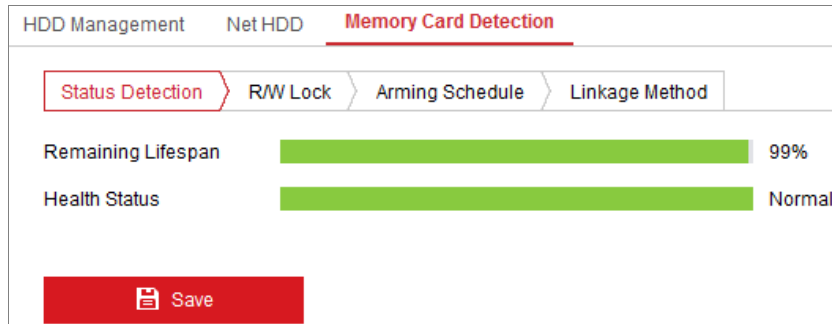 HDD Management Net HDD Memory Card Detection
Status Detection R/W Lock Arming Schedule Linkage Method
Remaining Lifespan 99%
Health Status Normal
Save